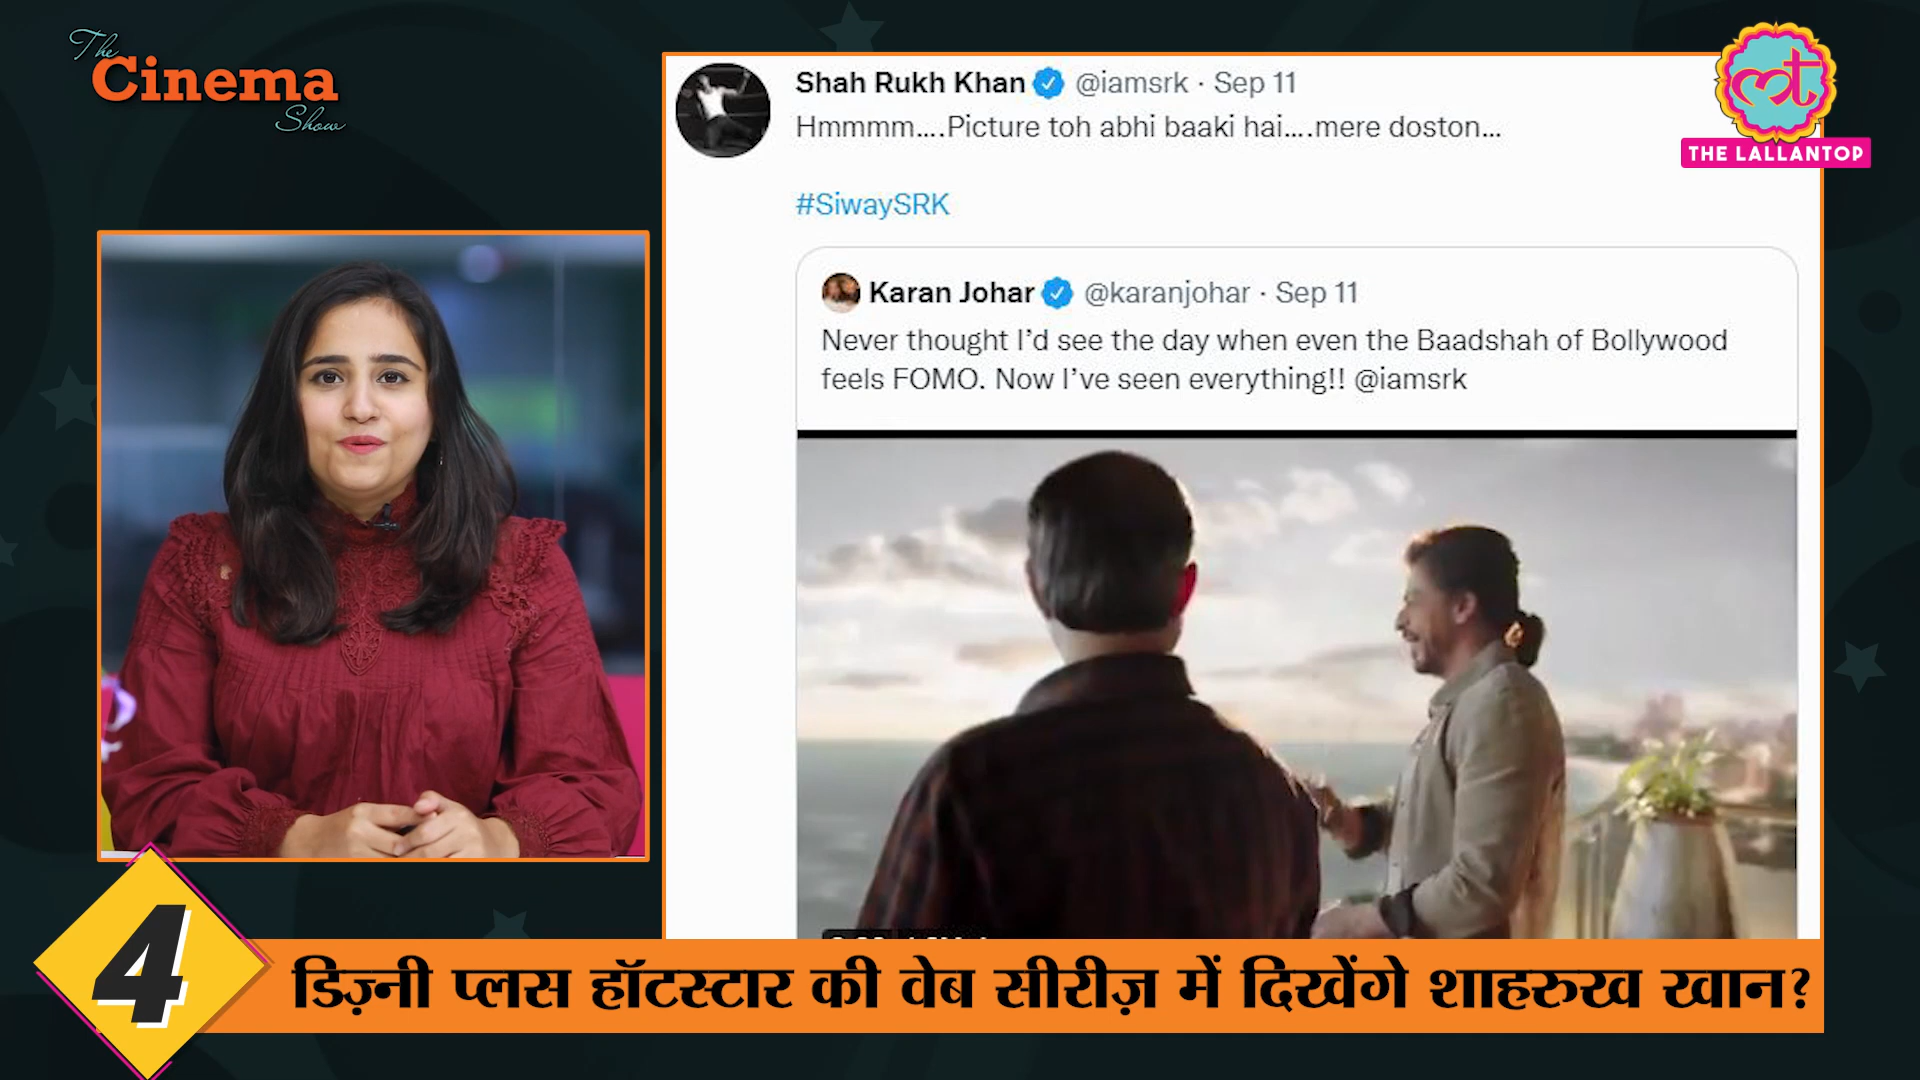 The
Cinema
Show
Shah Rukh Khan @iamsrk · Sep 11
Hmmmm....Picture toh abhi baaki hai....mere doston...
#SiwaySRK
Karan Johar @karanjohar · Sep 11
Never thought I'd see the day when even the Baadshah of Bollywood
feels FOMO. Now I've seen everything!! @iamsrk
लT
THE LALLANTOP
4
डिज़्नी प्लस हॉटस्टार की वेब सीरीज़ में दिखेंगे शाहरुख खान?